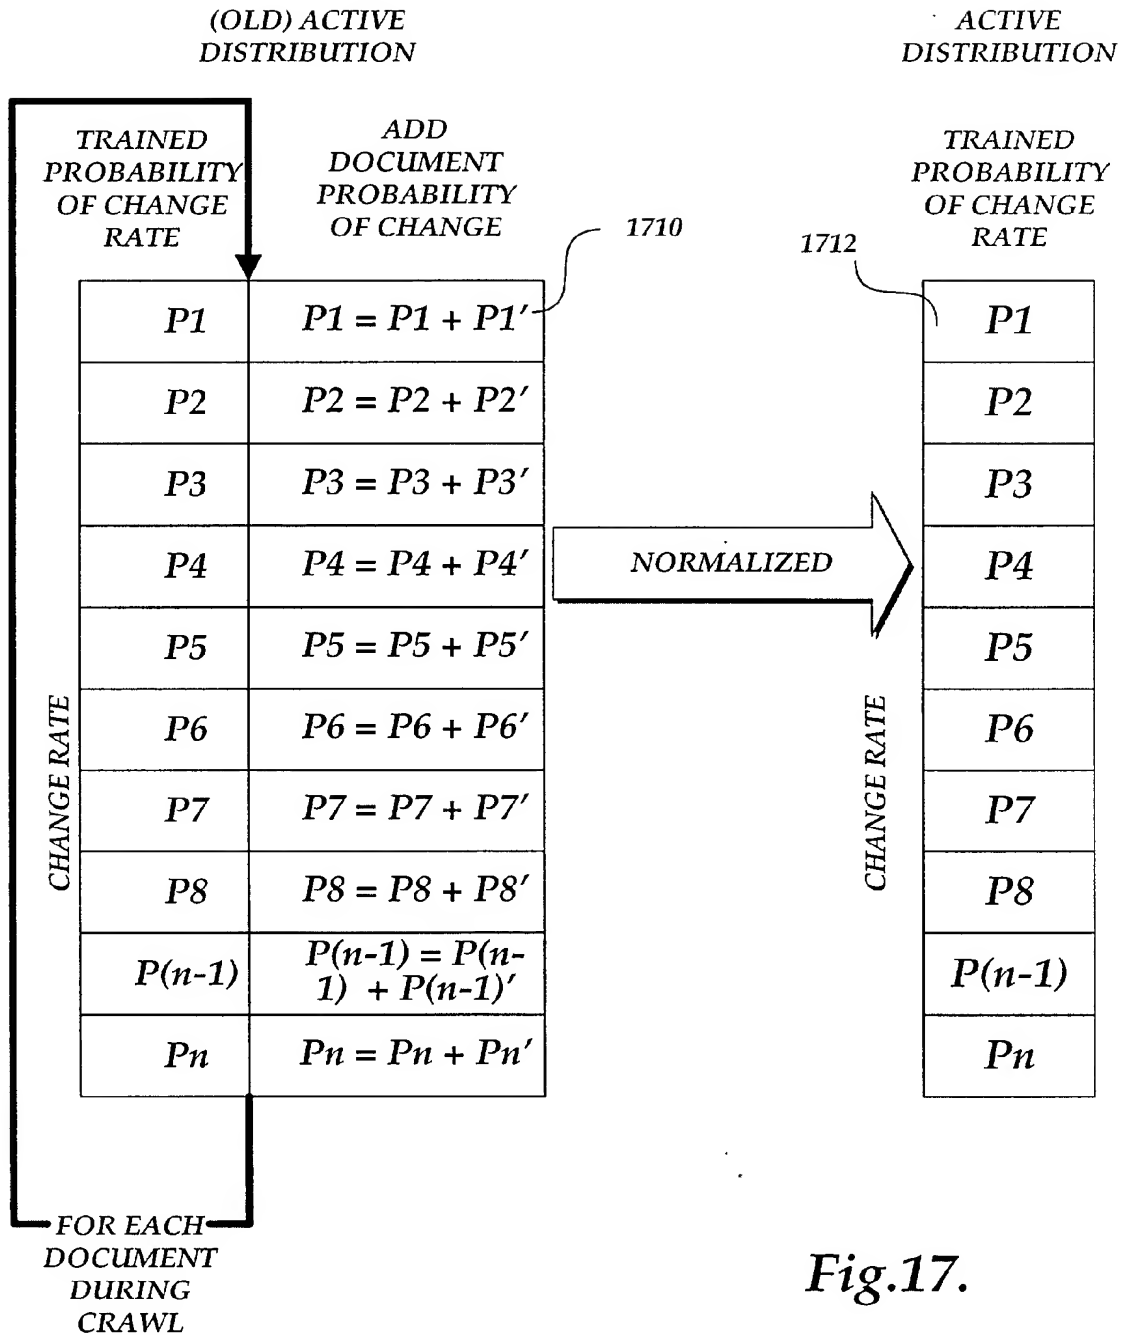 (OLD) ACTIVE
DISTRIBUTION
ACTIVE
DISTRIBUTION
TRAINED
PROBABILITY
OF CHANGE
RATE
ADD
DOCUMENT
PROBABILITY
OF CHANGE
TRAINED
PROBABILITY
OF CHANGE
RATE
1710
1712
P1
P1 = P1 + P1'
P1
P2
P2 = P2 + P2'
P2
P3
P3 = P3 + P3'
P3
P4
P4 = P4 + P4'
NORMALIZED
P4
P5
P5 = P5 + P5'
P5
CHANGE RATE
P6
P6 = P6 + P6'
CHANGE RATE
P6
P7
P7 = P7 + P7'
P7
P8
P8 = P8 + P8'
P8
P(n-1)
P(n-1) = P(n-
1) + P(n-1)'
P(n-1)
Pn
Pn = Pn + Pn'
Pn
FOR EACH
DOCUMENT
DURING
CRAWL
Fig.17.